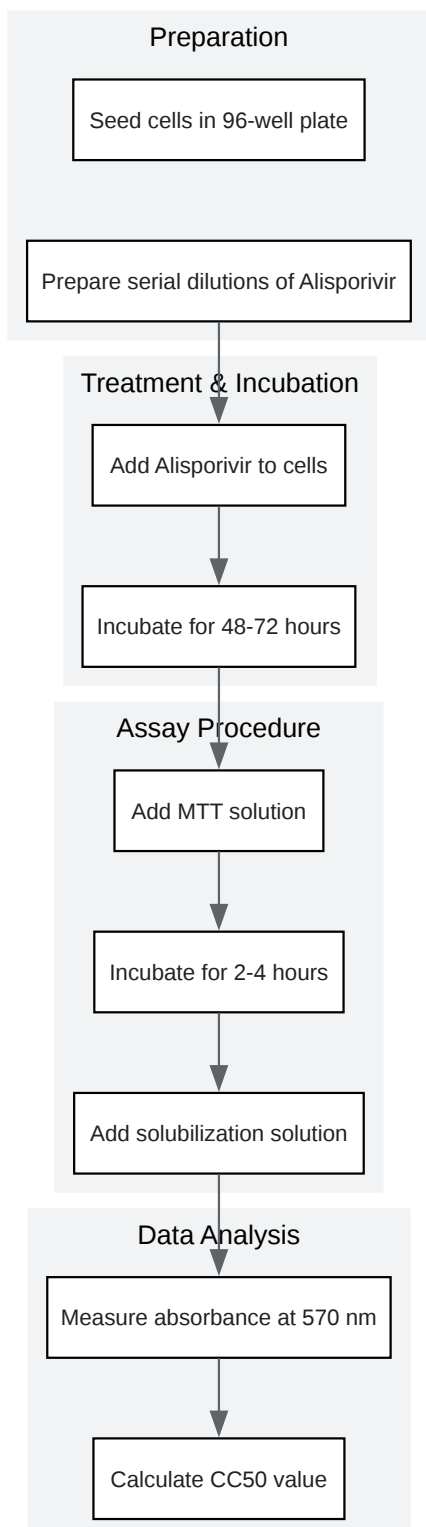 Preparation
Seed cells in 96-well plate
Prepare serial dilutions of Alisporivir
Treatment & Incubation
Add Alisporivir to cells
Incubate for 48-72 hours
Assay Procedure
Add MTT solution
Incubate for 2-4 hours
Add solubilization solution
Data Analysis
Measure absorbance at 570 nm
Calculate CC50 value